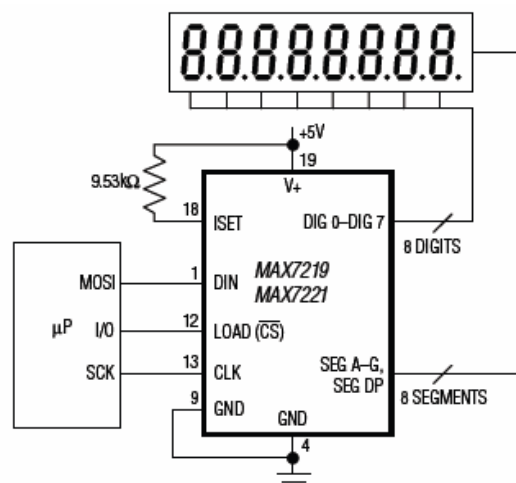 8.8.8.8.8.8.8.8.
+5V
19
9.53kΩ
V+
18
ISET
DIG 0–DIG 7
8 DIGITS
MOSI
1
DIN
MAX7219
MAX7221
µP
I/O
12
LOAD (C̅S̅)
SCK
13
CLK
SEG A–G,
SEG DP
8 SEGMENTS
9
GND
GND
4